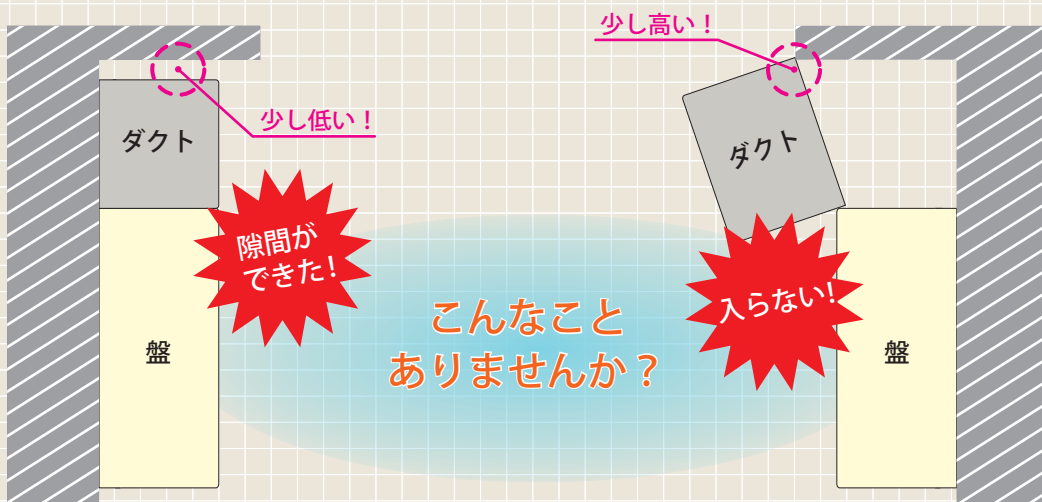 少し高い！
少し低い！
ダクト
ダクト
隙間が
できた！
入らない！
こんなこと
ありませんか？
盤
盤